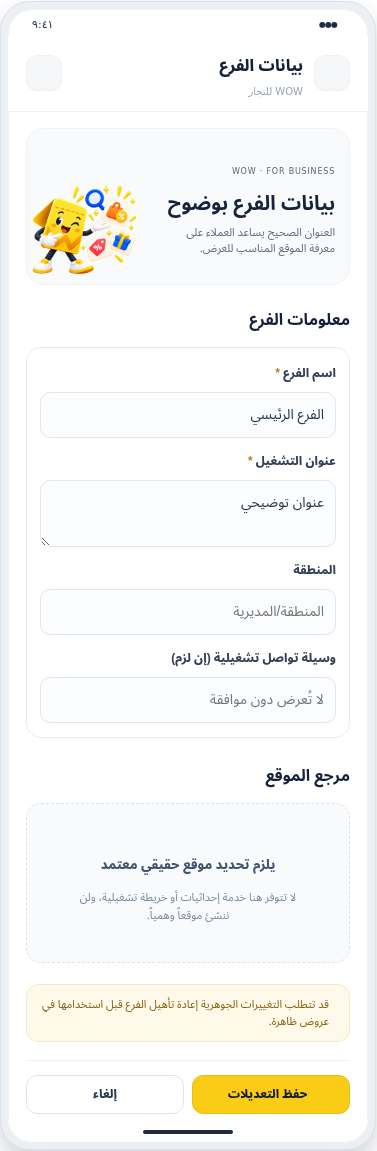 ٩:٤١
بيانات الفرع
WOW للتجار
WOW · FOR BUSINESS
بيانات الفرع بوضوح
العنوان الصحيح يساعد العملاء على
معرفة الموقع المناسب للعرض.
معلومات الفرع
اسم الفرع *
الفرع الرئيسي
عنوان التشغيل *
عنوان توضيحي
المنطقة
المنطقة/المديرية
وسيلة تواصل تشغيلية (إن لزم)
لا تُعرض دون موافقة
مرجع الموقع
يلزم تحديد موقع حقيقي معتمد
لا تتوفر هنا خدمة إحداثيات أو خريطة تشغيلية، ولن
ننشئ موقعاً وهمياً.
قد تتطلب التغييرات الجوهرية إعادة تأهيل الفرع قبل استخدامها في
عروض ظاهرة.
حفظ التعديلات
إلغاء